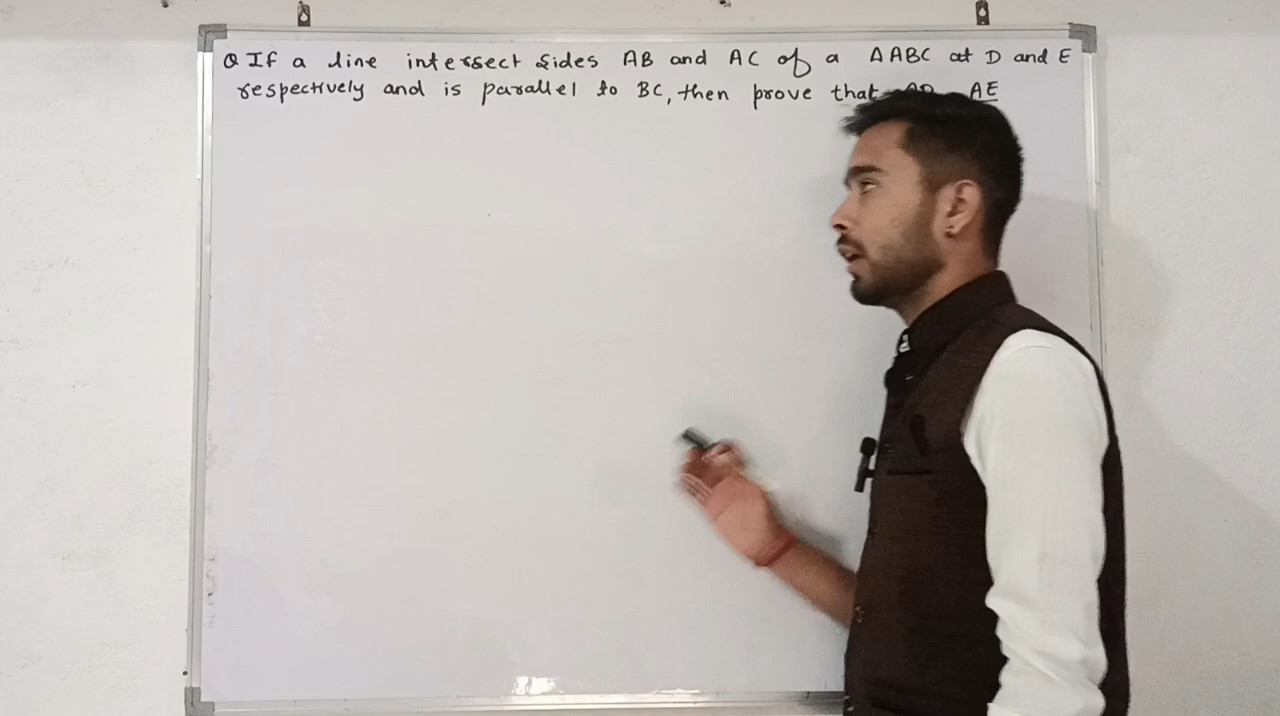 Q If a line intersect sides AB and AC of a ΔABC at D and E
respectively and is parallel to BC, then prove that AD AE